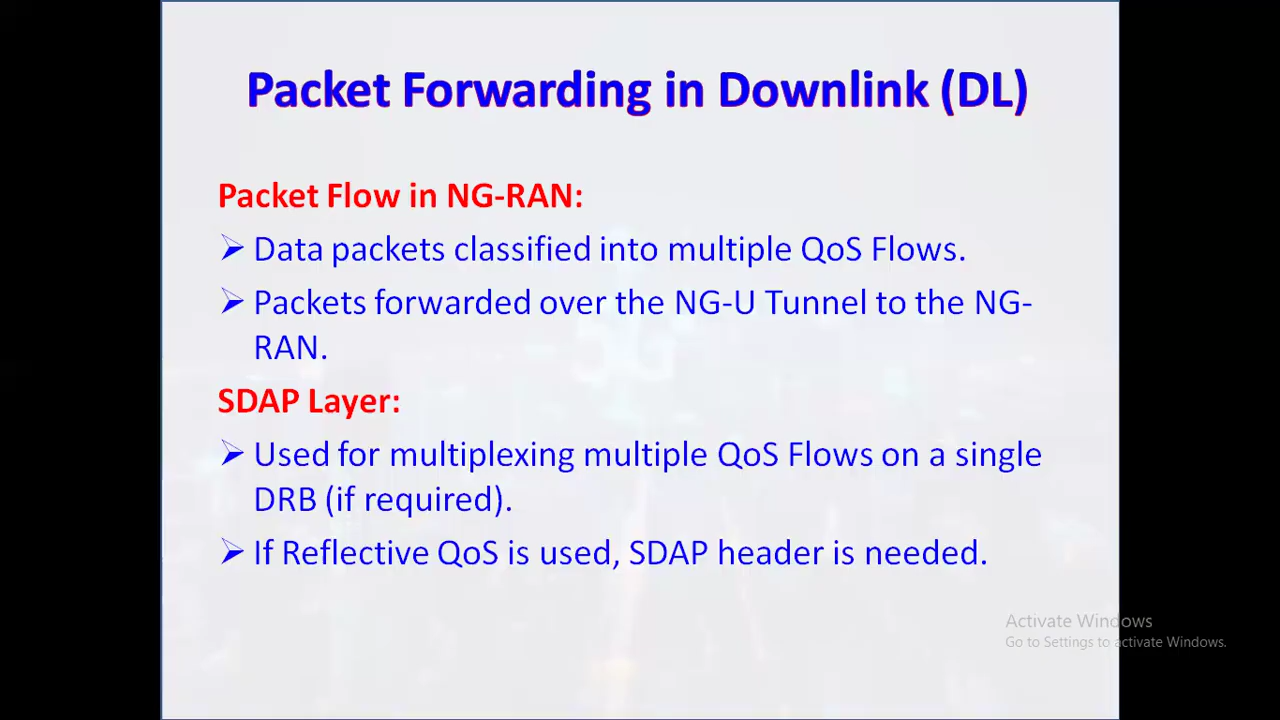 Packet Forwarding in Downlink (DL)
Packet Flow in NG-RAN:
➢ Data packets classified into multiple QoS Flows.
➢ Packets forwarded over the NG-U Tunnel to the NG-
RAN.
SDAP Layer:
➢ Used for multiplexing multiple QoS Flows on a single
DRB (if required).
➢ If Reflective QoS is used, SDAP header is needed.
5G
Activate Windows
Go to Settings to activate Windows.